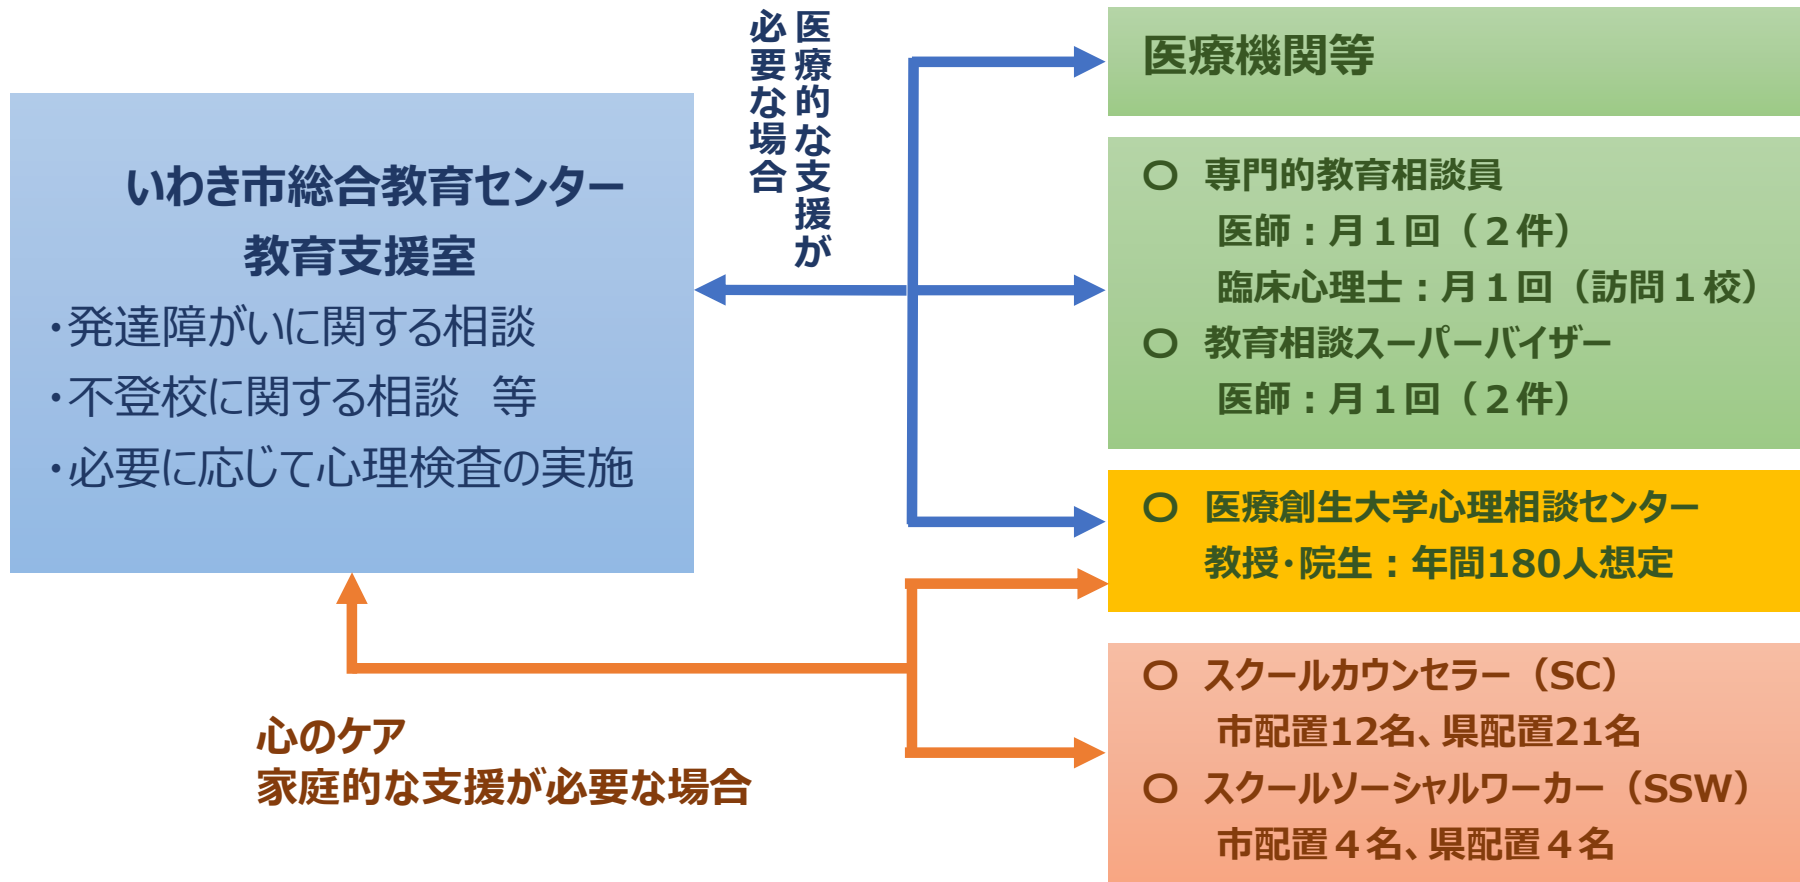 いわき市総合教育センター
教育支援室
・発達障がいに関する相談
・不登校に関する相談　等
・必要に応じて心理検査の実施
医療的な支援が
必要な場合
医療機関等
〇　専門的教育相談員
医師：月１回（２件）
臨床心理士：月１回（訪問１校）
〇　教育相談スーパーバイザー
医師：月１回（２件）
〇　医療創生大学心理相談センター
教授・院生：年間180人想定
心のケア
家庭的な支援が必要な場合
〇　スクールカウンセラー（SC）
市配置12名、県配置21名
〇　スクールソーシャルワーカー（SSW）
市配置４名、県配置４名